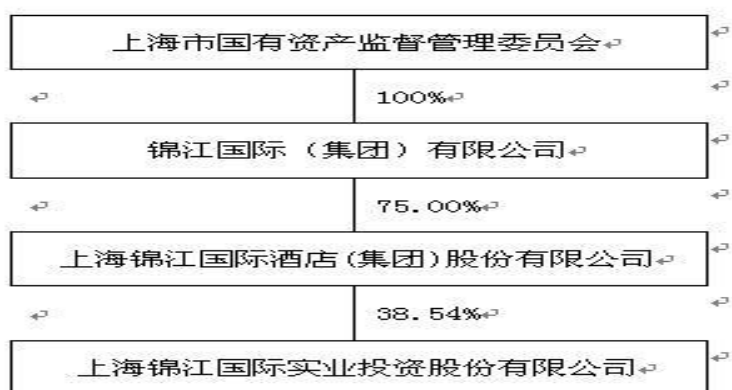 上海市国有资产监督管理委员会
100%
锦江国际（集团）有限公司
75.00%
上海锦江国际酒店(集团)股份有限公司
38.54%
上海锦江国际实业投资股份有限公司